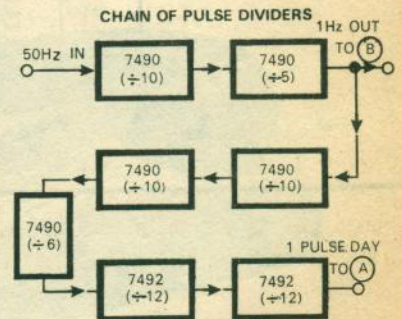 CHAIN OF PULSE DIVIDERS
1Hz OUT
50Hz IN
TO B
7490
(÷10)
7490
(÷5)
7490
(÷10)
7490
(÷10)
7490
(÷6)
7492
(÷12)
7492
(÷12)
1 PULSE.DAY
TO A